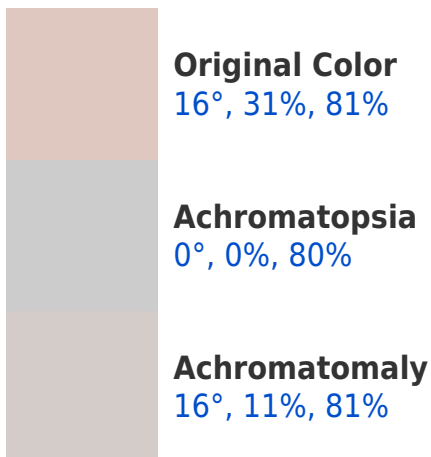 Original Color
16°, 31%, 81%
Achromatopsia
0°, 0%, 80%
Achromatomaly
16°, 11%, 81%